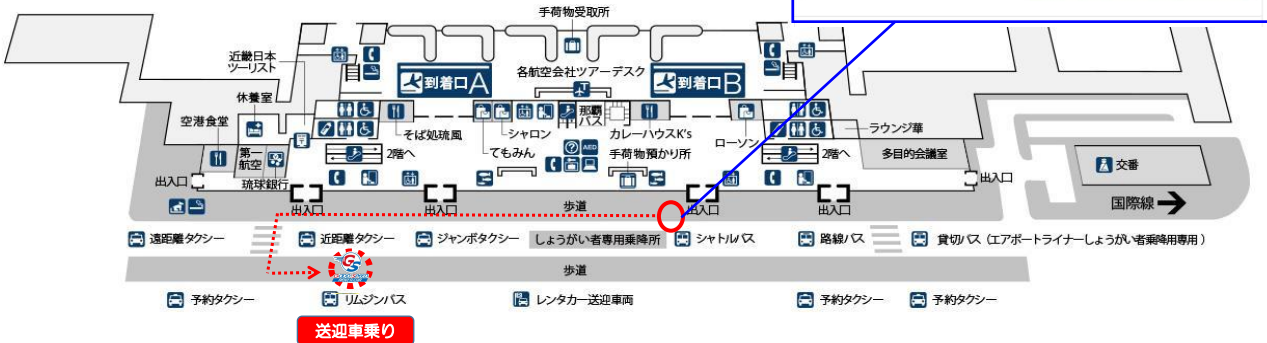 手荷物受取所
近畿日本
ツーリスト
到着口A
各航空会社ツアーデスク
到着口B
休養室
空港食堂
そば処琉風
シャロン
那覇
バス
カレーハウスK's
ローソン
ラウンジ華
てもみん
AED
手荷物預かり所
2階へ
2階へ
多目的会議室
第一
航空
琉球銀行
交番
出入口
出入口
出入口
出入口
出入口
出入口
国際線
歩道
遠距離タクシー
近距離タクシー
ジャンボタクシー
しょうがい者専用乗降所
シャトルバス
路線バス
貸切バス（エアポートライナーしょうがい者乗降用専用）
GS
歩道
予約タクシー
リムジンバス
レンタカー送迎車両
予約タクシー
予約タクシー
送迎車乗り